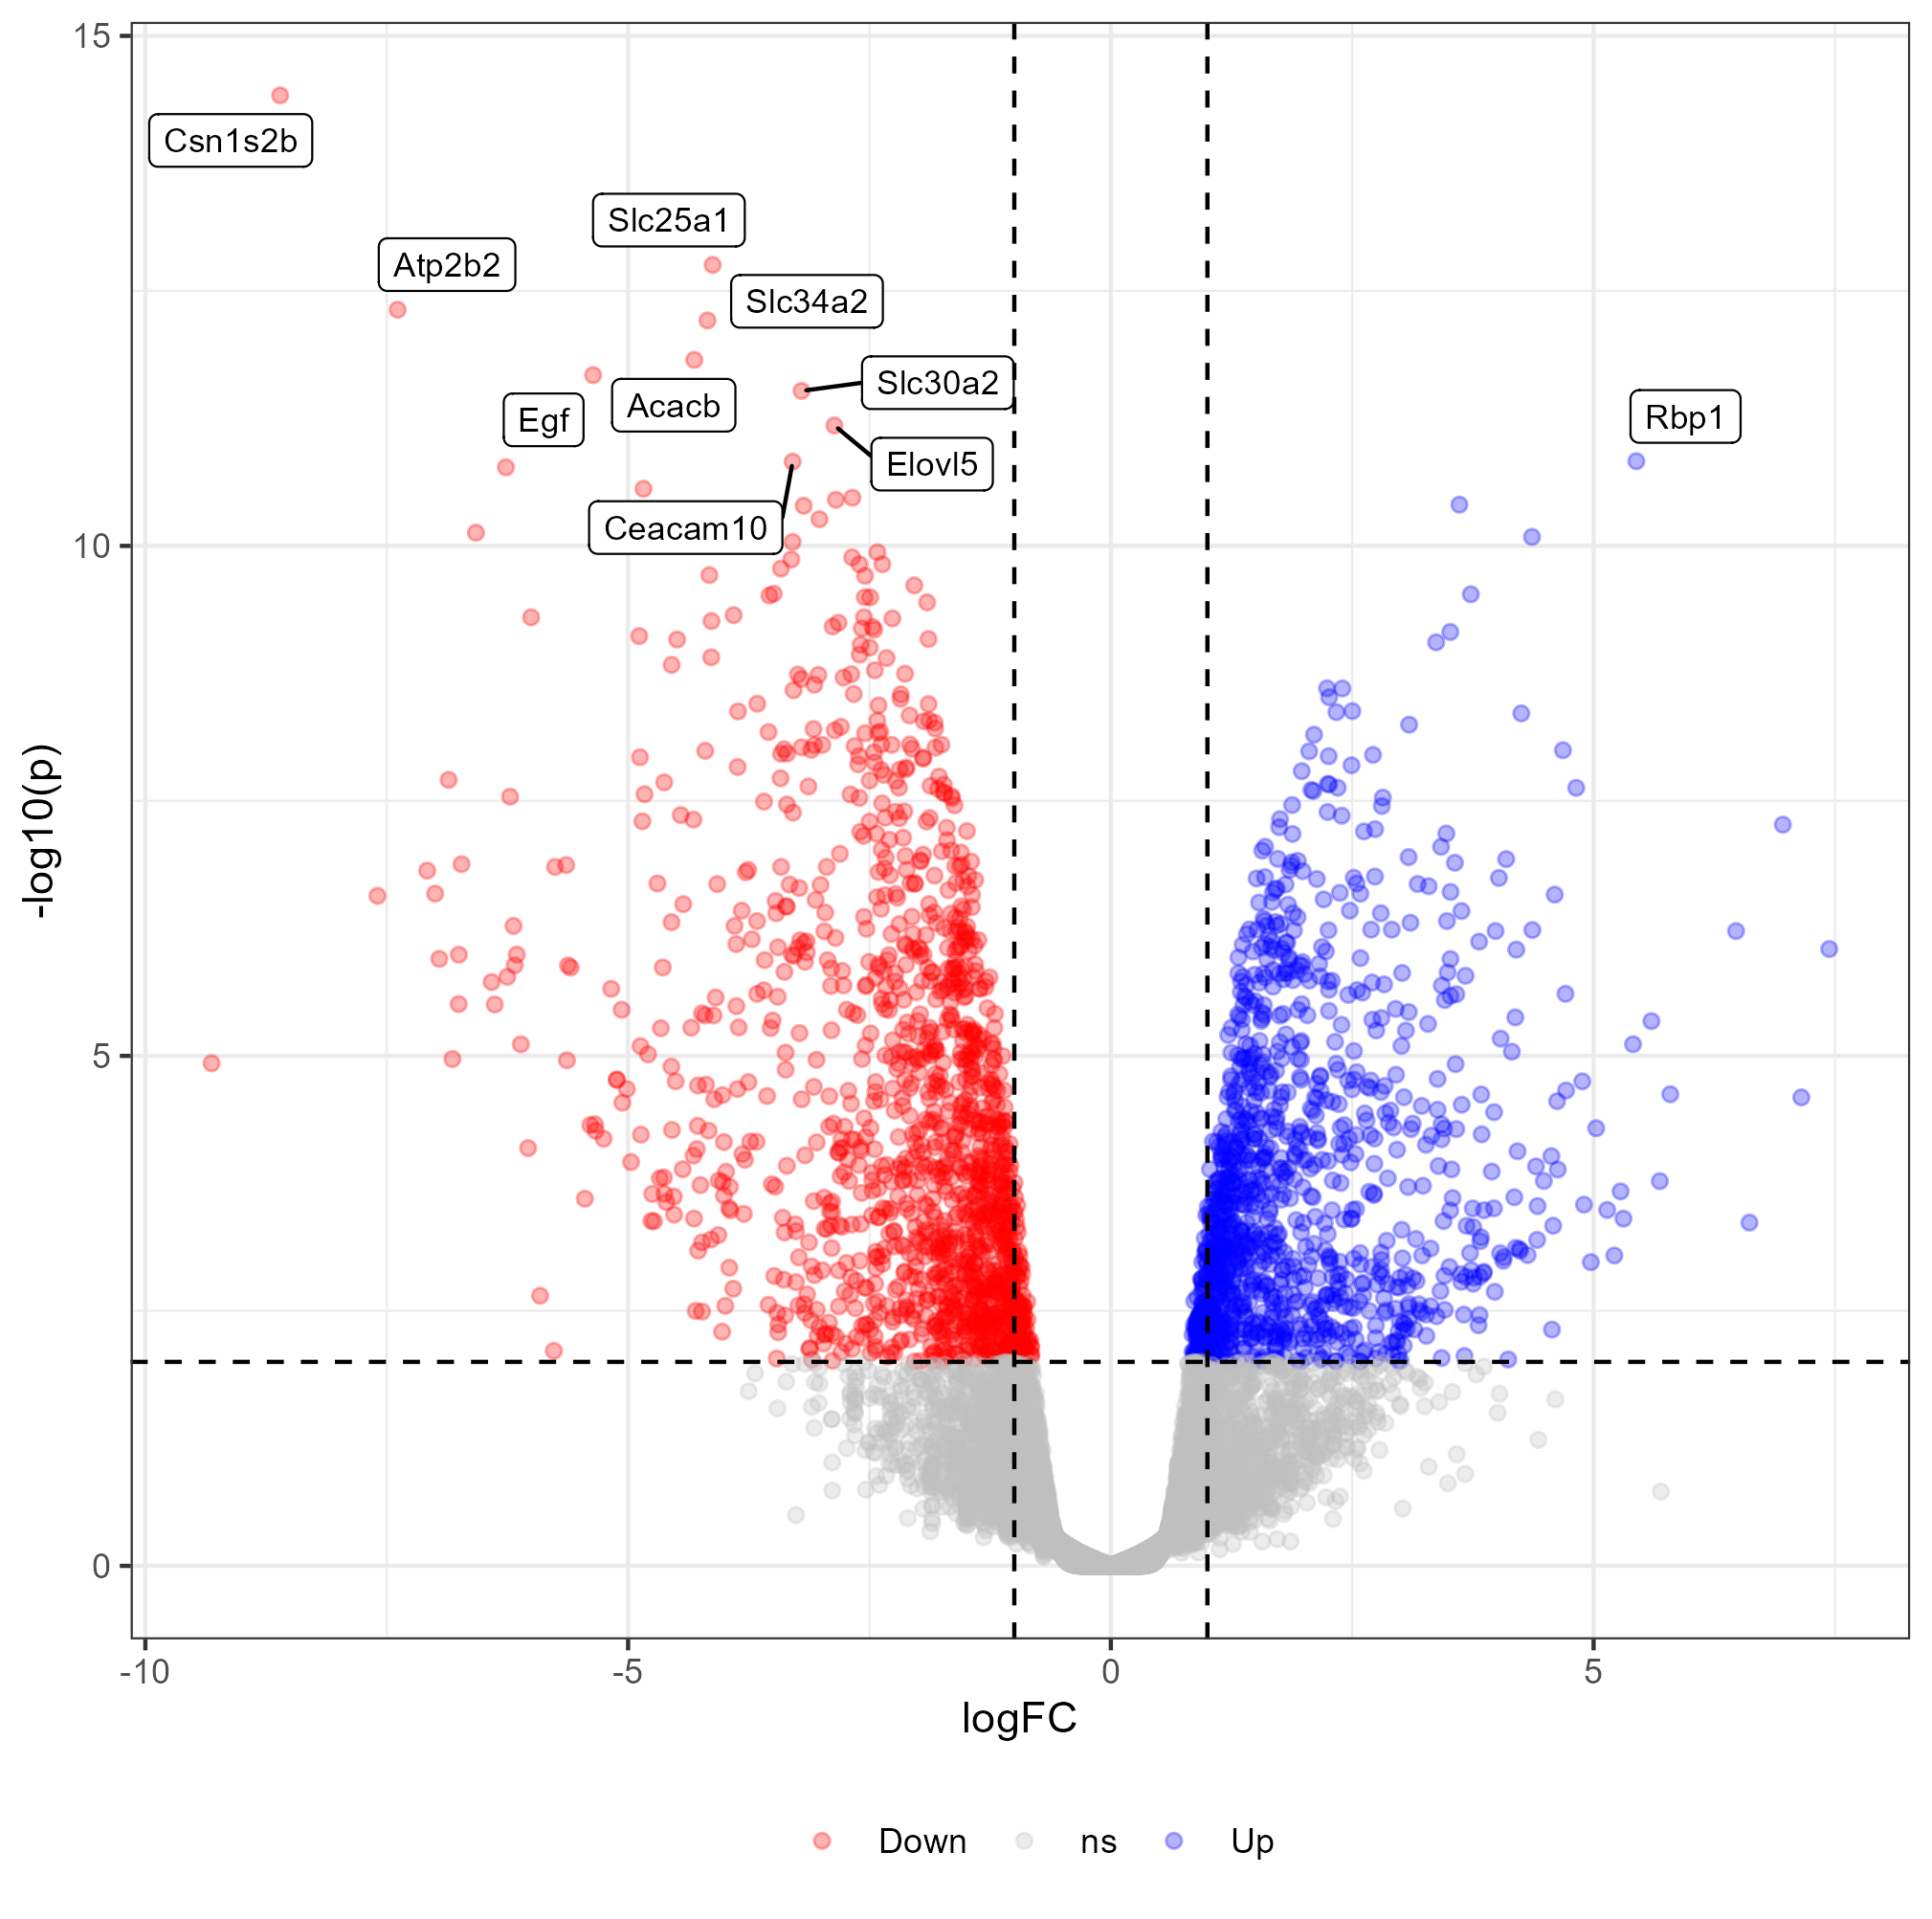 15
Csn1s2b
Slc25a1
Atp2b2
Slc34a2
Slc30a2
Acacb
Egf
Rbp1
Elovl5
Ceacam10
10
5
0
-log10(p)
-10 -5 0 5
logFC
Down ns Up